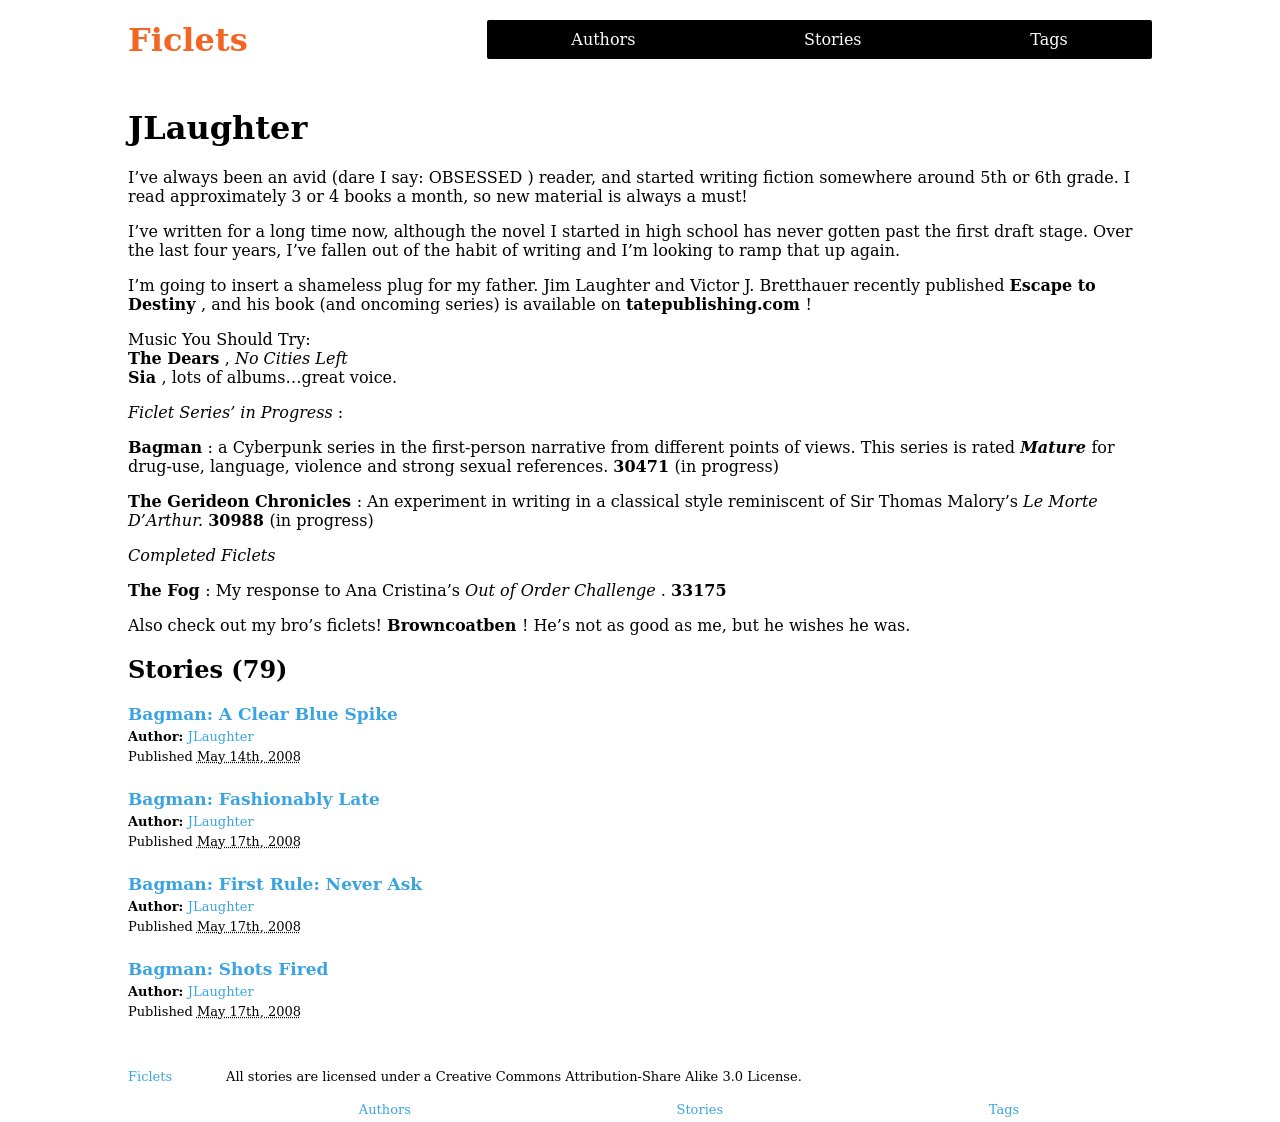 Ficlets
Authors
Stories
Tags
JLaughter
I’ve always been an avid (dare I say: OBSESSED ) reader, and started writing fiction somewhere around 5th or 6th grade. I
read approximately 3 or 4 books a month, so new material is always a must!
I’ve written for a long time now, although the novel I started in high school has never gotten past the first draft stage. Over
the last four years, I’ve fallen out of the habit of writing and I’m looking to ramp that up again.
I’m going to insert a shameless plug for my father. Jim Laughter and Victor J. Bretthauer recently published Escape to
Destiny , and his book (and oncoming series) is available on tatepublishing.com !
Music You Should Try:
The Dears , No Cities Left
Sia , lots of albums…great voice.
Ficlet Series’ in Progress :
Bagman : a Cyberpunk series in the first-person narrative from different points of views. This series is rated Mature for
drug-use, language, violence and strong sexual references. 30471 (in progress)
The Gerideon Chronicles : An experiment in writing in a classical style reminiscent of Sir Thomas Malory’s Le Morte
D’Arthur. 30988 (in progress)
Completed Ficlets
The Fog : My response to Ana Cristina’s Out of Order Challenge . 33175
Also check out my bro’s ficlets! Browncoatben ! He’s not as good as me, but he wishes he was.
Stories (79)
Bagman: A Clear Blue Spike
Author: JLaughter
Published May 14th, 2008
Bagman: Fashionably Late
Author: JLaughter
Published May 17th, 2008
Bagman: First Rule: Never Ask
Author: JLaughter
Published May 17th, 2008
Bagman: Shots Fired
Author: JLaughter
Published May 17th, 2008
Ficlets
All stories are licensed under a Creative Commons Attribution-Share Alike 3.0 License.
Authors
Stories
Tags